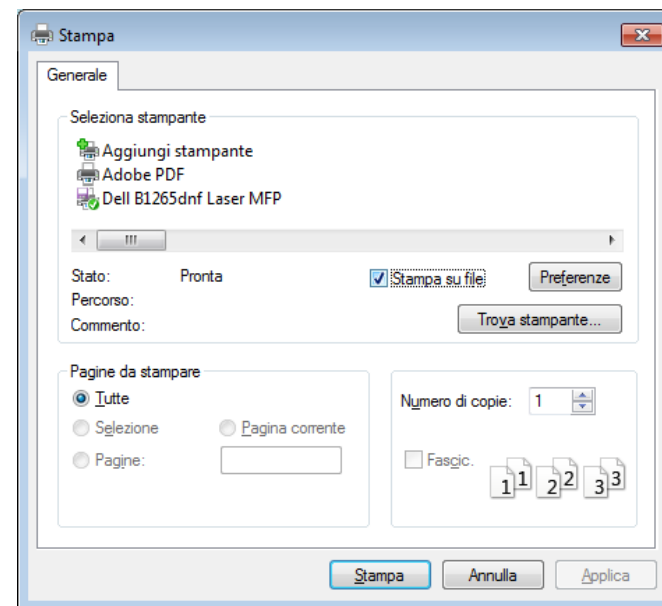 Stampa
Generale
Seleziona stampante
Aggiungi stampante
Adobe PDF
Dell B1265dnf Laser MFP
Stato: Pronta
Stampa su file
Preferenze
Percorso:
Commento:
Trova stampante...
Pagine da stampare
Tutte
Selezione
Pagina corrente
Pagine:
Numero di copie: 1
Fascic.
1 1 2 2 3 3
Stampa
Annulla
Applica